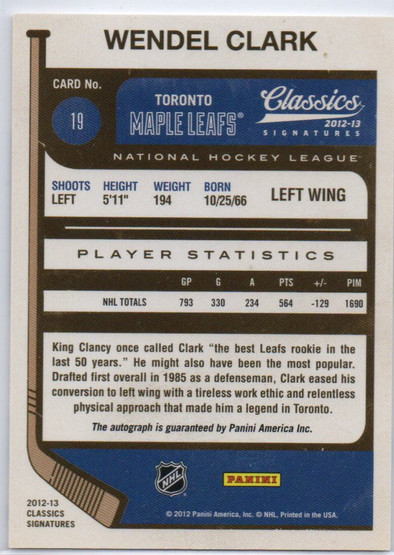 WENDEL CLARK
CARD No.
19
TORONTO
MAPLE LEAFS®
Classics
2012-13
SIGNATURES
NATIONAL HOCKEY LEAGUE
SHOOTS HEIGHT WEIGHT BORN
LEFT 5'11" 194 10/25/66
LEFT WING
PLAYER STATISTICS
GP G A PTS +/- PIM
NHL TOTALS 793 330 234 564 -129 1690
King Clancy once called Clark "the best Leafs rookie in the
last 50 years." He might also have been the most popular.
Drafted first overall in 1985 as a defenseman, Clark eased his
conversion to left wing with a tireless work ethic and relentless
physical approach that made him a legend in Toronto.
The autograph is guaranteed by Panini America Inc.
NHL
PANINI
2012-13
CLASSICS
SIGNATURES
© 2012 Panini America, Inc. © NHL. Printed in the USA.